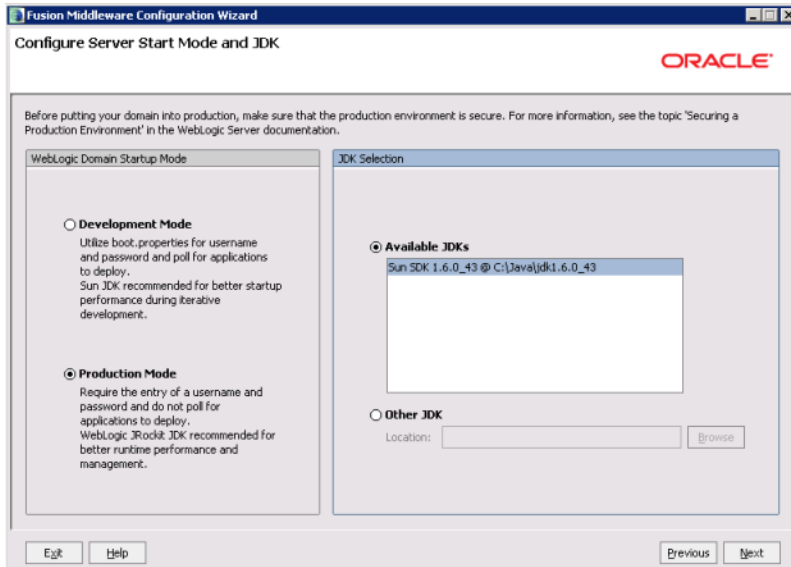 Fusion Middleware Configuration Wizard
Configure Server Start Mode and JDK
ORACLE
Before putting your domain into production, make sure that the production environment is secure. For more information, see the topic 'Securing a
Production Environment' in the WebLogic Server documentation.
WebLogic Domain Startup Mode
Development Mode
Utilize boot.properties for username
and password and poll for applications
to deploy.
Sun JDK recommended for better startup
performance during iterative
development.
Production Mode
Require the entry of a username and
password and do not poll for
applications to deploy.
WebLogic JRockit JDK recommended for
better runtime performance and
management.
JDK Selection
Available JDKs
Sun SDK 1.6.0_43 @ C:\Java\jdk1.6.0_43
Other JDK
Location:
Browse
Exit
Help
Previous
Next